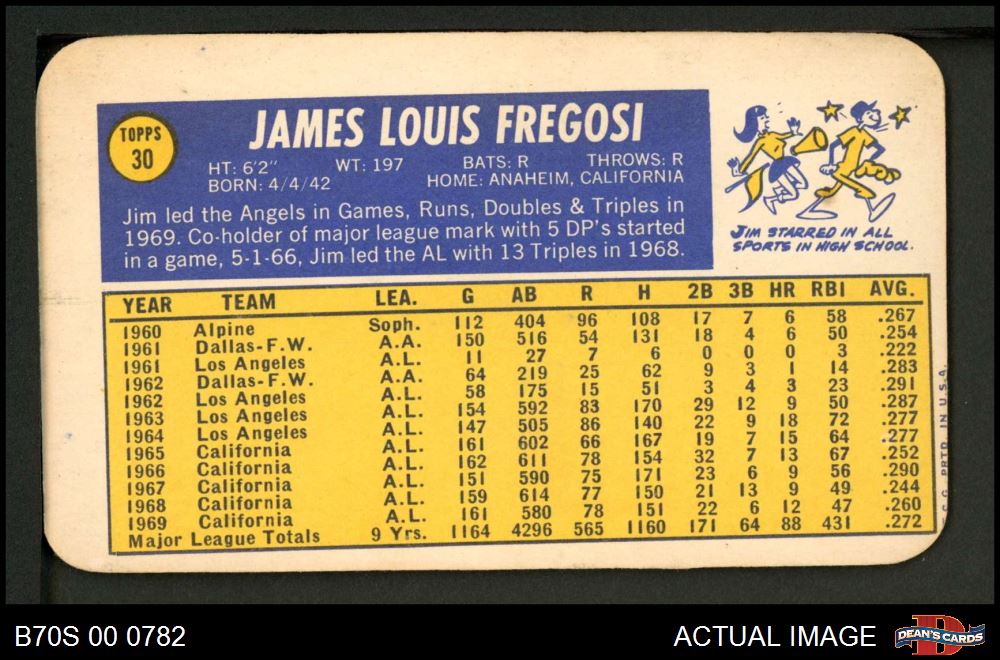 TOPPS
30
JAMES LOUIS FREGOSI
HT: 6'2" WT: 197 BATS: R THROWS: R
BORN: 4/4/42 HOME: ANAHEIM, CALIFORNIA
Jim led the Angels in Games, Runs, Doubles & Triples in
1969. Co-holder of major league mark with 5 DP's started
in a game, 5-1-66, Jim led the AL with 13 Triples in 1968.
JIM STARRED IN ALL
SPORTS IN HIGH SCHOOL.
YEAR TEAM LEA. G AB R H 2B 3B HR RBI AVG.
1960 Alpine Soph. 112 404 96 108 17 7 6 58 .267
1961 Dallas-F.W. A.A. 150 516 54 131 18 4 6 50 .254
1961 Los Angeles A.L. 11 27 7 6 0 0 0 3 .222
1962 Dallas-F.W. A.A. 64 219 25 62 9 3 1 14 .283
1962 Los Angeles A.L. 58 175 15 51 3 4 3 23 .291
1963 Los Angeles A.L. 154 592 83 170 29 12 9 50 .287
1964 Los Angeles A.L. 147 505 86 140 22 9 18 72 .277
1965 California A.L. 161 602 66 167 19 7 15 64 .277
1966 California A.L. 162 611 78 154 32 7 13 67 .252
1967 California A.L. 151 590 75 171 23 6 9 56 .290
1968 California A.L. 159 614 77 150 21 13 9 49 .244
1969 California A.L. 161 580 78 151 22 6 12 47 .260
Major League Totals 9 Yrs. 1164 4296 565 1160 171 64 88 431 .272
PRTD. IN U.S.A.
B70S 00 0782
ACTUAL IMAGE
DEAN'S CARDS